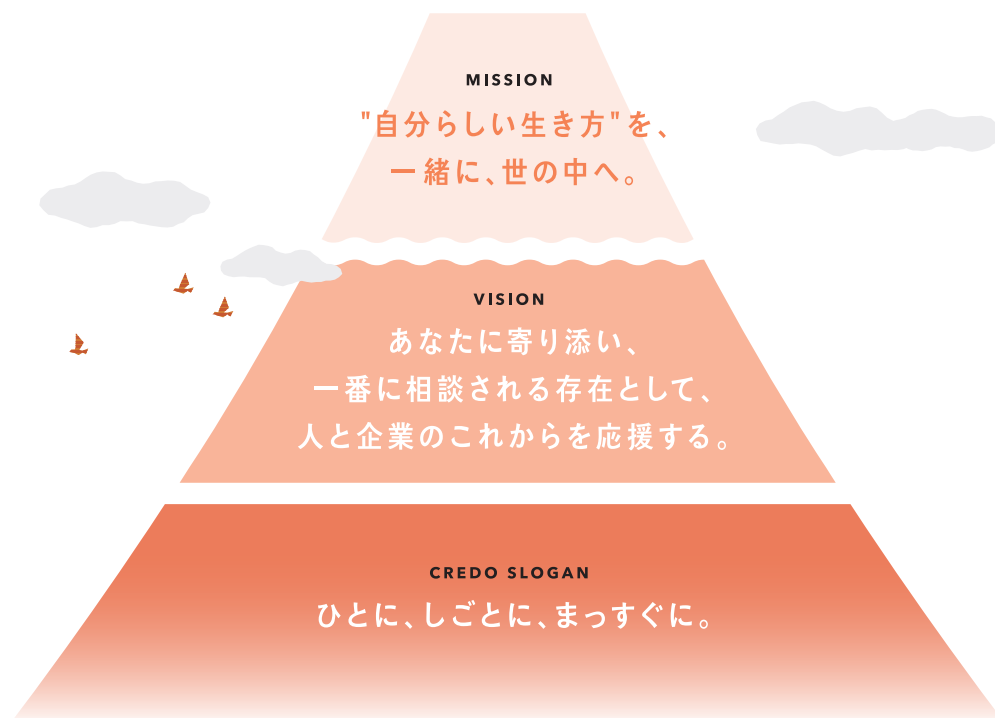 MISSION
"自分らしい生き方"を、
一緒に、世の中へ。
VISION
あなたに寄り添い、
一番に相談される存在として、
人と企業のこれからを応援する。
CREDO SLOGAN
ひとに、しごとに、まっすぐに。